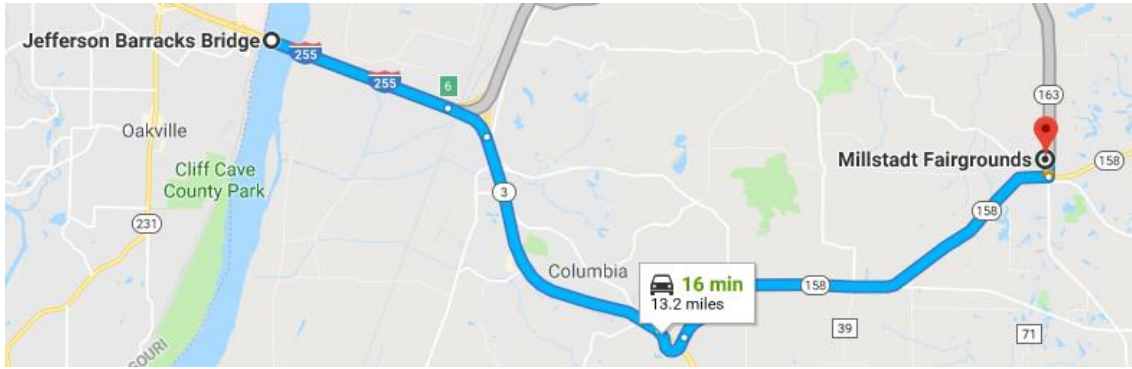 Jefferson Barracks Bridge
255
255
6
Oakville
163
Cliff Cave
County Park
Millstadt Fairgrounds
158
3
158
231
Columbia
16 min
13.2 miles
158
39
71